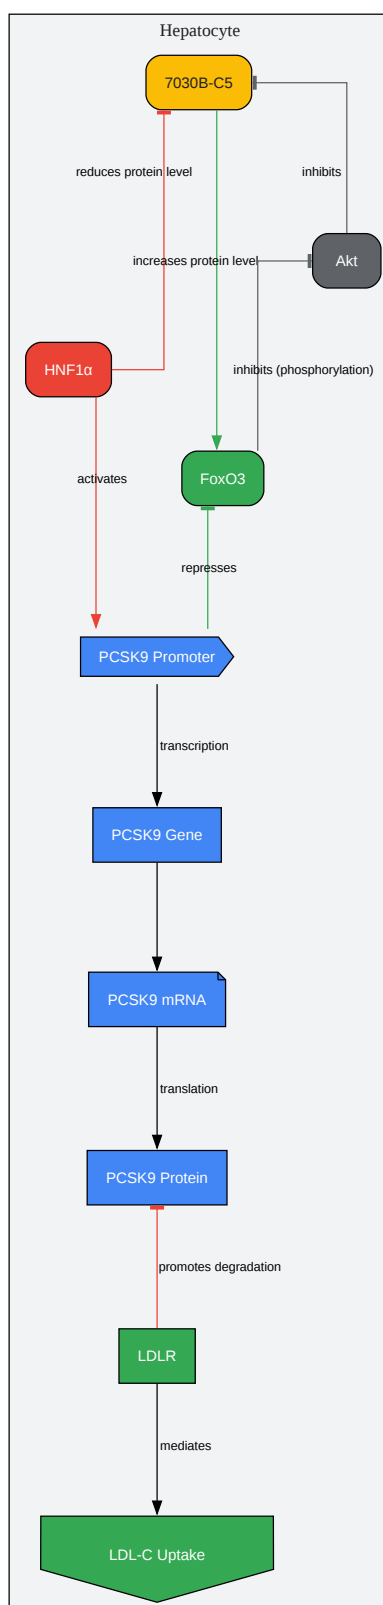 Hepatocyte
7030B-C5
reduces protein level
inhibits
increases protein level
Akt
HNF1α
inhibits (phosphorylation)
activates
FoxO3
represses
PCSK9 Promoter
transcription
PCSK9 Gene
PCSK9 mRNA
translation
PCSK9 Protein
promotes degradation
LDLR
mediates
LDL-C Uptake